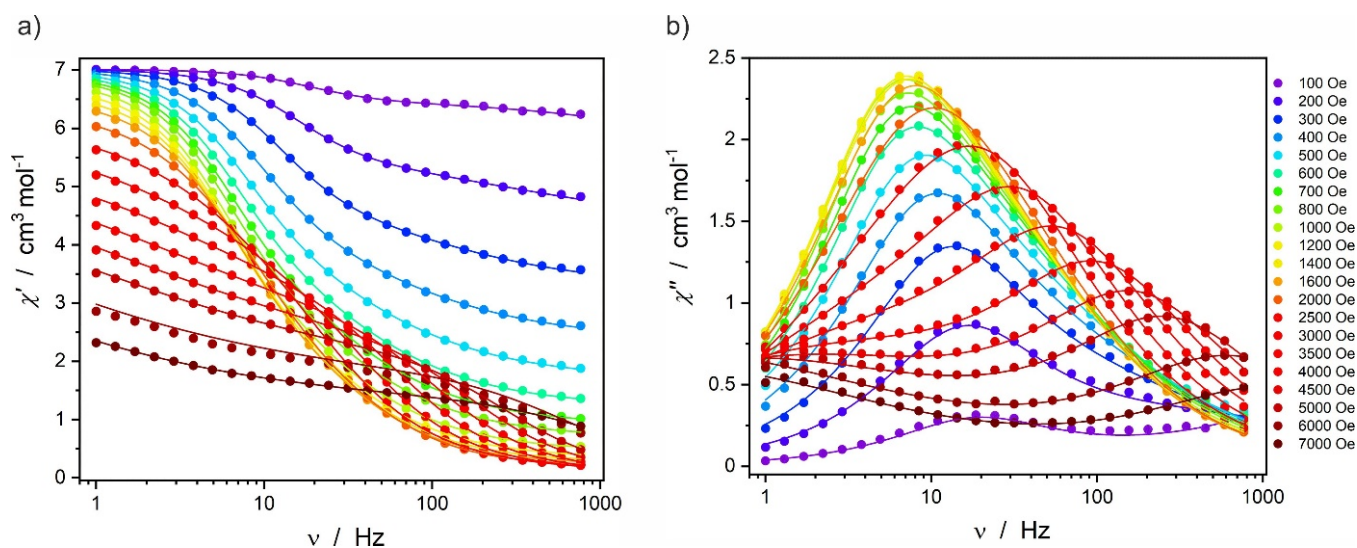 a)
7
6
5
4
3
2
1
0
χ′ / cm³ mol⁻¹
1
10
100
1000
ν / Hz
b)
2.5
2.0
1.5
1.0
0.5
0
χ″ / cm³ mol⁻¹
1
10
100
1000
ν / Hz
100 Oe
200 Oe
300 Oe
400 Oe
500 Oe
600 Oe
700 Oe
800 Oe
1000 Oe
1200 Oe
1400 Oe
1600 Oe
2000 Oe
2500 Oe
3000 Oe
3500 Oe
4000 Oe
4500 Oe
5000 Oe
6000 Oe
7000 Oe